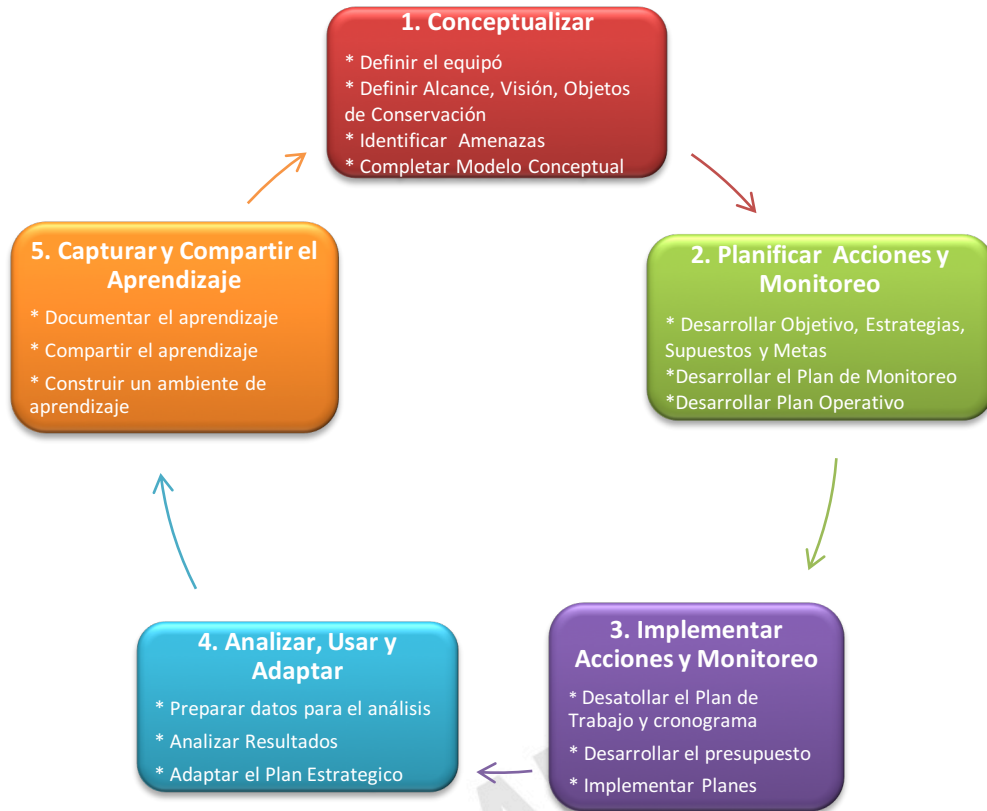 1. Conceptualizar
* Definir el equipó
* Definir Alcance, Visión, Objetos
de Conservación
* Identificar Amenazas
* Completar Modelo Conceptual
2. Planificar Acciones y
Monitoreo
* Desarrollar Objetivo, Estrategias,
Supuestos y Metas
*Desarrollar el Plan de Monitoreo
*Desarrollar Plan Operativo
3. Implementar
Acciones y Monitoreo
* Desatollar el Plan de
Trabajo y cronograma
* Desarrollar el presupuesto
* Implementar Planes
4. Analizar, Usar y
Adaptar
* Preparar datos para el análisis
* Analizar Resultados
* Adaptar el Plan Estrategico
5. Capturar y Compartir el
Aprendizaje
* Documentar el aprendizaje
* Compartir el aprendizaje
* Construir un ambiente de
aprendizaje